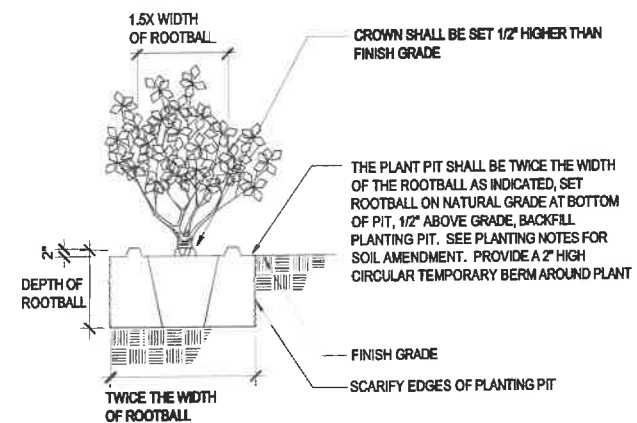 1.5X WIDTH
OF ROOTBALL
CROWN SHALL BE SET 1/2" HIGHER THAN
FINISH GRADE
THE PLANT PIT SHALL BE TWICE THE WIDTH
OF THE ROOTBALL AS INDICATED, SET
ROOTBALL ON NATURAL GRADE AT BOTTOM
OF PIT, 1/2" ABOVE GRADE, BACKFILL
PLANTING PIT. SEE PLANTING NOTES FOR
SOIL AMENDMENT. PROVIDE A 2" HIGH
CIRCULAR TEMPORARY BERM AROUND PLANT
2"
DEPTH OF
ROOTBALL
FINISH GRADE
SCARIFY EDGES OF PLANTING PIT
TWICE THE WIDTH
OF ROOTBALL